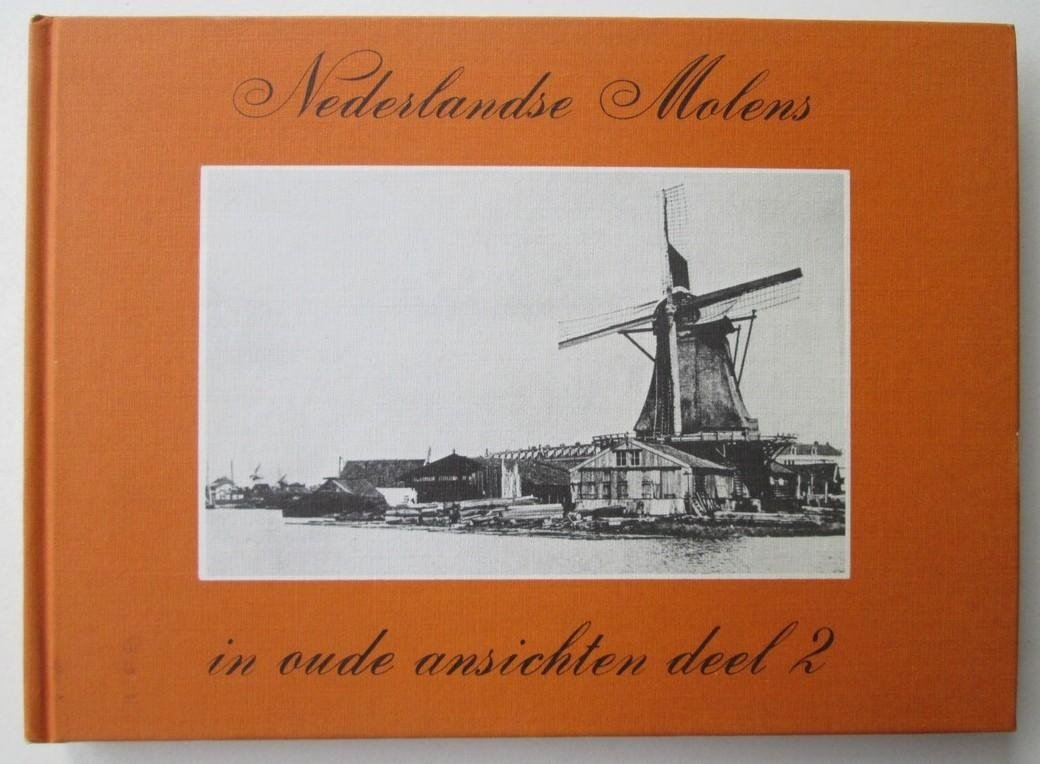 Nederlandse Molens
in oude ansichten deel 2